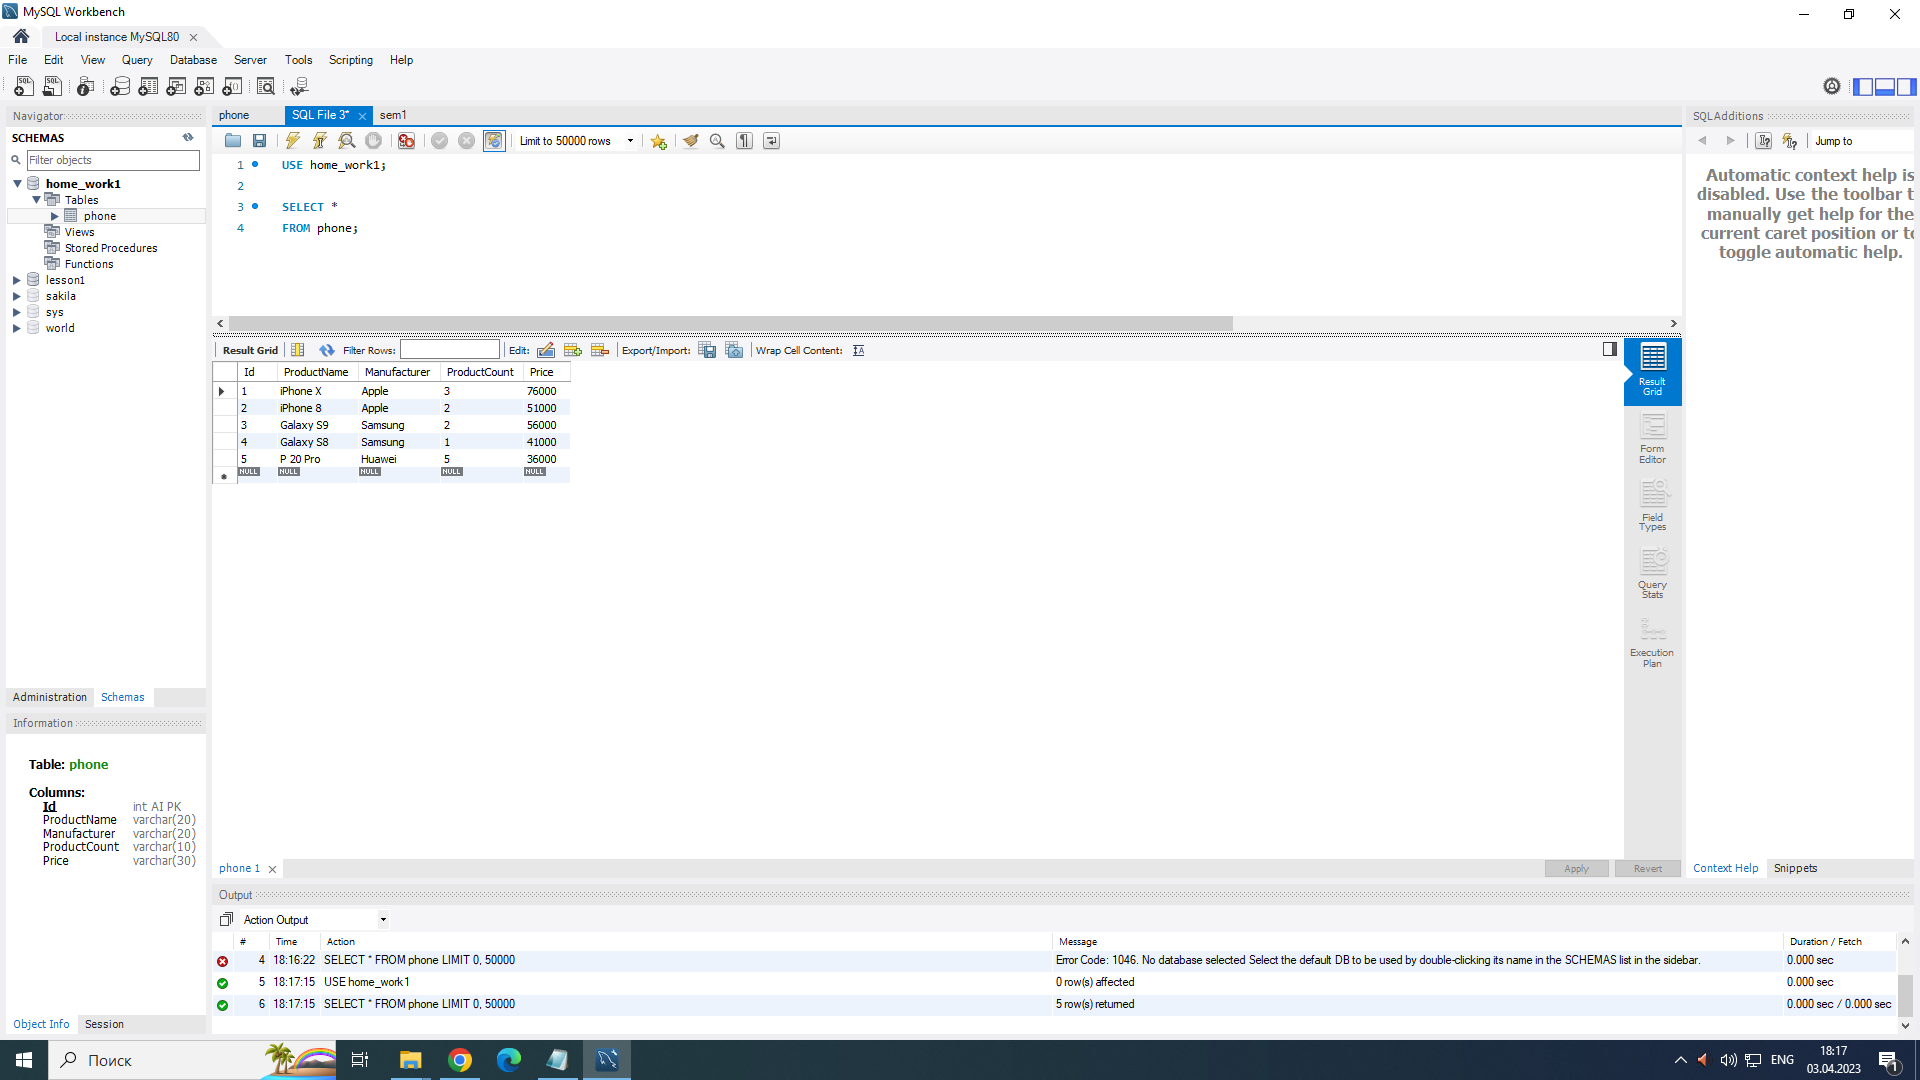 MySQL Workbench
Local instance MySQL80
File Edit View Query Database Server Tools Scripting Help
Navigator
SCHEMAS
Filter objects
home_work1
Tables
phone
Views
Stored Procedures
Functions
lesson1
sakila
sys
world
Administration Schemas
Information
Table: phone
Columns:
Id int AI PK
ProductName varchar(20)
Manufacturer varchar(20)
ProductCount varchar(10)
Price varchar(30)
Object Info Session
phone SQL File 3* sem1
Limit to 50000 rows
1 USE home_work1;
2
3 SELECT *
4 FROM phone;
Result Grid Filter Rows: Edit: Export/Import: Wrap Cell Content:
Id ProductName Manufacturer ProductCount Price
1 iPhone X Apple 3 76000
2 iPhone 8 Apple 2 51000
3 Galaxy S9 Samsung 2 56000
4 Galaxy S8 Samsung 1 41000
5 P 20 Pro Huawei 5 36000
NULL NULL NULL NULL NULL
Result
Grid
Form
Editor
Field
Types
Query
Stats
Execution
Plan
phone 1
Apply Revert
SQLAdditions
Jump to
Automatic context help is
disabled. Use the toolbar t
manually get help for the
current caret position or to
toggle automatic help.
Context Help Snippets
Output
Action Output
# Time Action Message Duration / Fetch
4 18:16:22 SELECT * FROM phone LIMIT 0, 50000 Error Code: 1046. No database selected Select the default DB to be used by double-clicking its name in the SCHEMAS list in the sidebar. 0.000 sec
5 18:17:15 USE home_work1 0 row(s) affected 0.000 sec
6 18:17:15 SELECT * FROM phone LIMIT 0, 50000 5 row(s) returned 0.000 sec / 0.000 sec
Поиск
ENG
18:17
03.04.2023
1